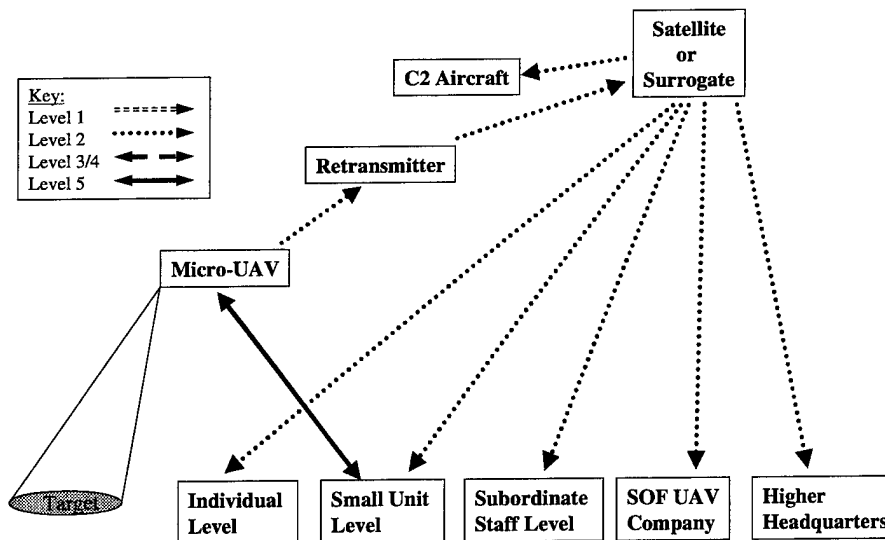 Satellite
or
Surrogate
C2 Aircraft
Key:
Level 1
Level 2
Level 3/4
Level 5
Retransmitter
Micro-UAV
Target
Individual
Level
Small Unit
Level
Subordinate
Staff Level
SOF UAV
Company
Higher
Headquarters